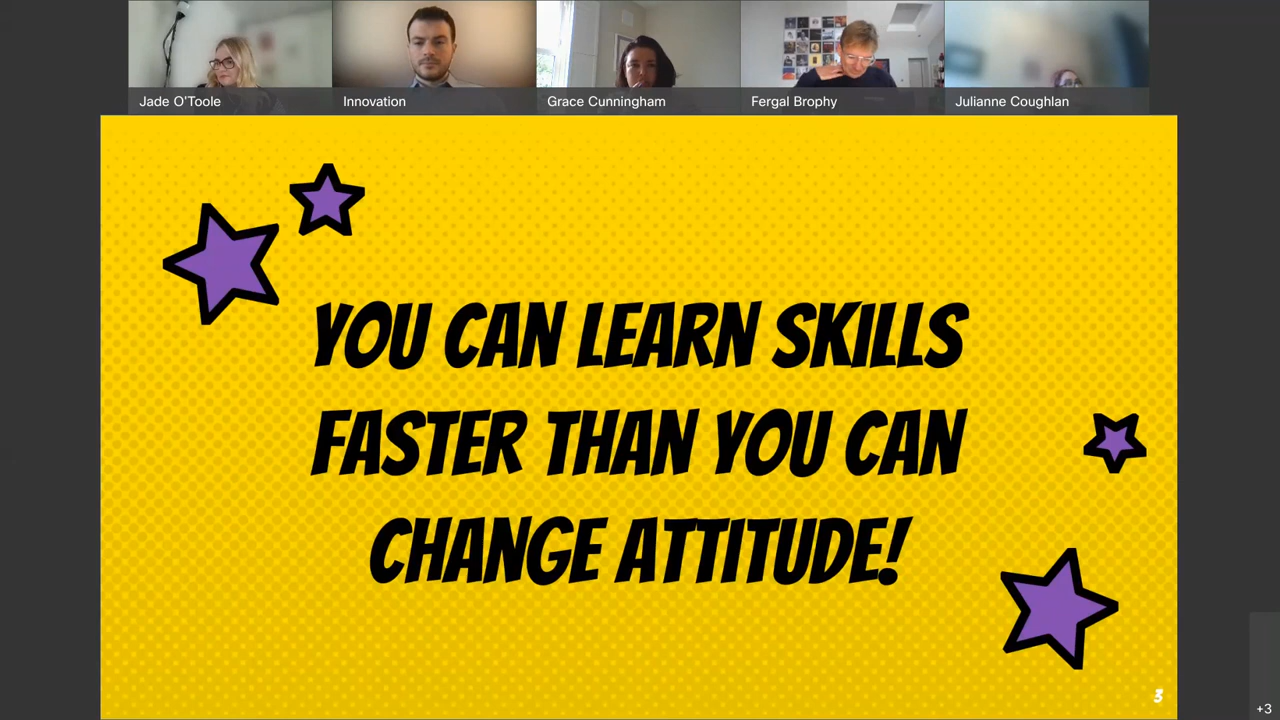 Jade O'Toole
Innovation
Grace Cunningham
Fergal Brophy
Julianne Coughlan
YOU CAN LEARN SKILLS
FASTER THAN YOU CAN
CHANGE ATTITUDE!
3
+3